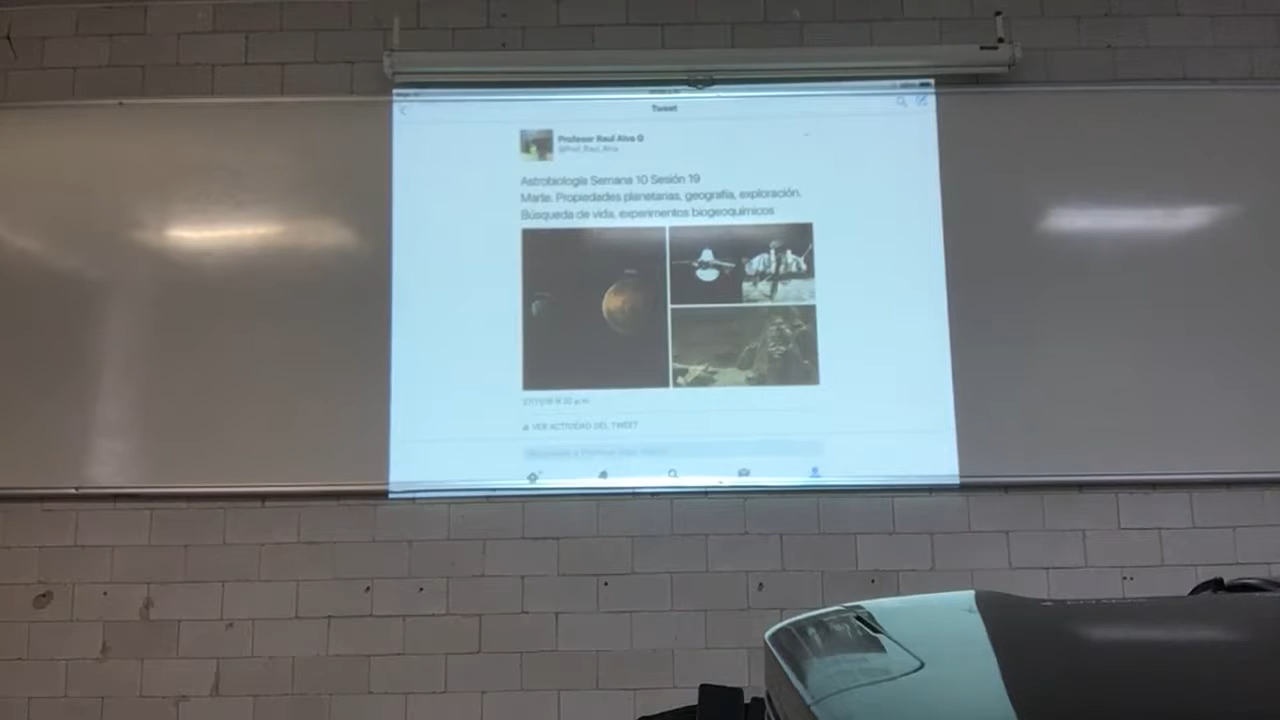 Tweet
Profesor Raul Alva G
@Prof_Raul_Alva
Astrobiología Semana 10 Sesión 19
Marte. Propiedades planetarias, geografía, exploración.
Búsqueda de vida, experimentos biogeoquímicos
VER ACTIVIDAD DEL TWEET